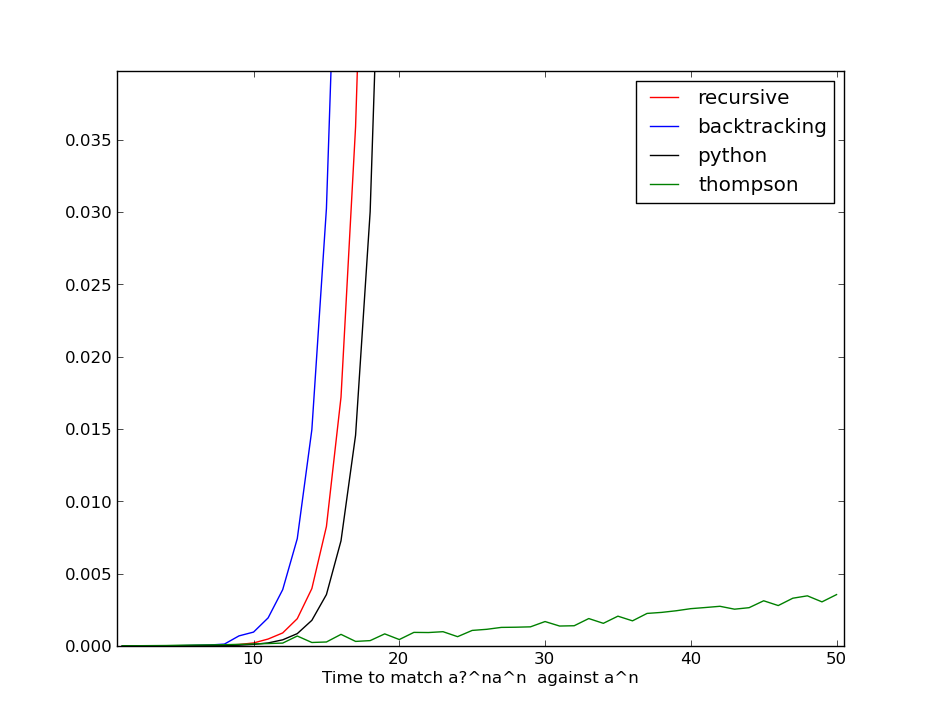 recursive
backtracking
python
thompson
0.035
0.030
0.025
0.020
0.015
0.010
0.005
0.000
10 20 30 40 50
Time to match a?^na^n  against a^n